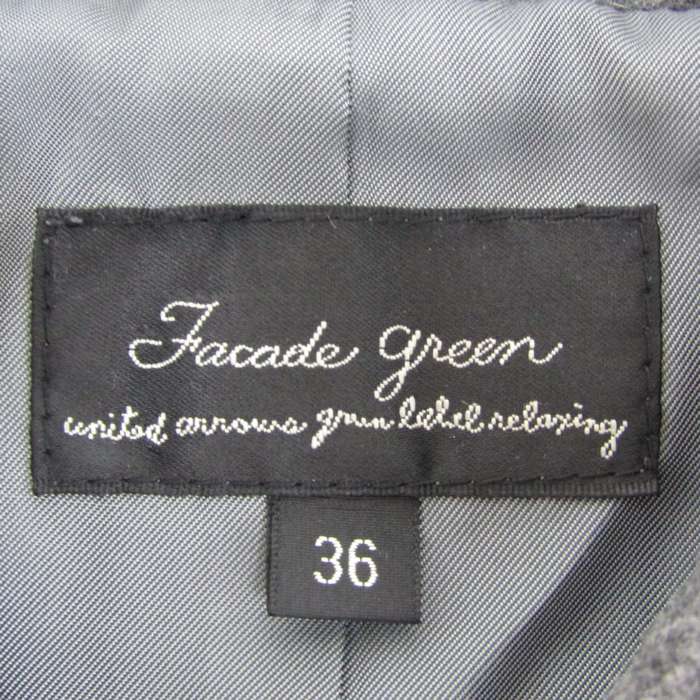 Facade green
united arrows green label relaxing
36